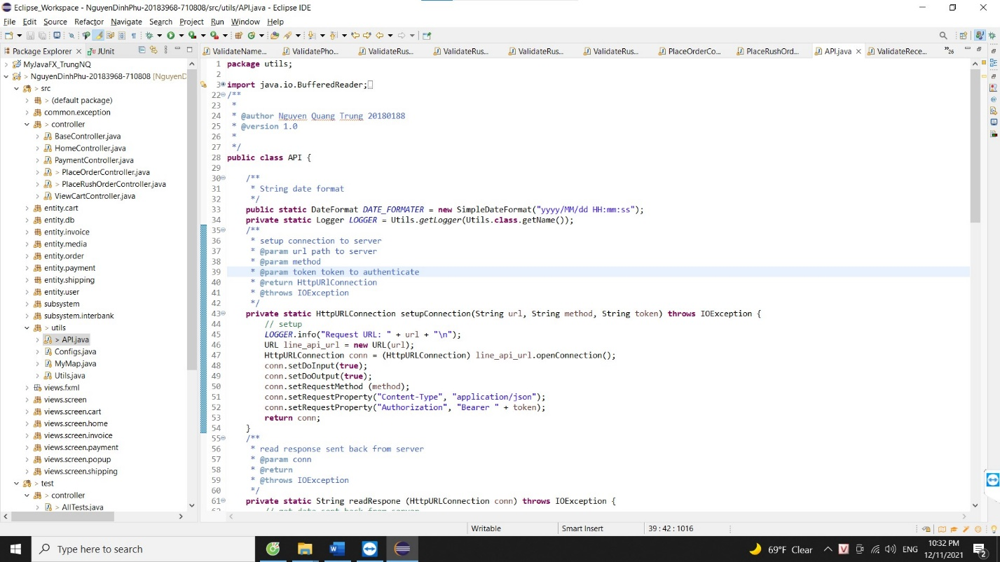 Eclipse_Workspace - NguyenDinhPhu-20183968-710808/src/utils/API.java - Eclipse IDE
File Edit Source Refactor Navigate Search Project Run Window Help
Package Explorer JUnit
MyJavaFX_TrungNQ
> NguyenDinhPhu-20183968-710808 [NguyenD
> src
> (default package)
common.exception
> controller
BaseController.java
HomeController.java
PaymentController.java
> PlaceOrderController.java
> PlaceRushOrderController.java
ViewCartController.java
entity.cart
entity.db
entity.invoice
entity.media
entity.order
entity.payment
entity.shipping
entity.user
subsystem
subsystem.interbank
> utils
> API.java
Configs.java
MyMap.java
Utils.java
views.fxml
views.screen
views.screen.cart
views.screen.home
views.screen.invoice
views.screen.payment
views.screen.popup
views.screen.shipping
> test
> controller
> AllTests.java
ValidateName... ValidatePho... ValidateRus... ValidateRus... ValidateRus... ValidateRus... PlaceOrderCo... PlaceRushOrd... API.java ValidateRece... »26
1 package utils;
2
3 import java.io.BufferedReader;
22 /**
23 *
24 * @author Nguyen Quang Trung 20180188
25 * @version 1.0
26 *
27 */
28 public class API {
29
30 /**
31 * String date format
32 */
33 public static DateFormat DATE_FORMATER = new SimpleDateFormat("yyyy/MM/dd HH:mm:ss");
34 private static Logger LOGGER = Utils.getLogger(Utils.class.getName());
35 /**
36 * setup connection to server
37 * @param url path to server
38 * @param method
39 * @param token token to authenticate
40 * @return HttpURlConnection
41 * @throws IOException
42 */
43 private static HttpURLConnection setupConnection(String url, String method, String token) throws IOException {
44 // setup
45 LOGGER.info("Request URL: " + url + "\n");
46 URL line_api_url = new URL(url);
47 HttpURLConnection conn = (HttpURLConnection) line_api_url.openConnection();
48 conn.setDoInput(true);
49 conn.setDoOutput(true);
50 conn.setRequestMethod (method);
51 conn.setRequestProperty("Content-Type", "application/json");
52 conn.setRequestProperty("Authorization", "Bearer " + token);
53 return conn;
54 }
55 /**
56 * read response sent back from server
57 * @param conn
58 * @return
59 * @throws IOException
60 */
61 private static String readRespone (HttpURLConnection conn) throws IOException {
Writable Smart Insert 39 : 42 : 1016
Type here to search
69°F Clear
ENG
10:32 PM
12/11/2021
2